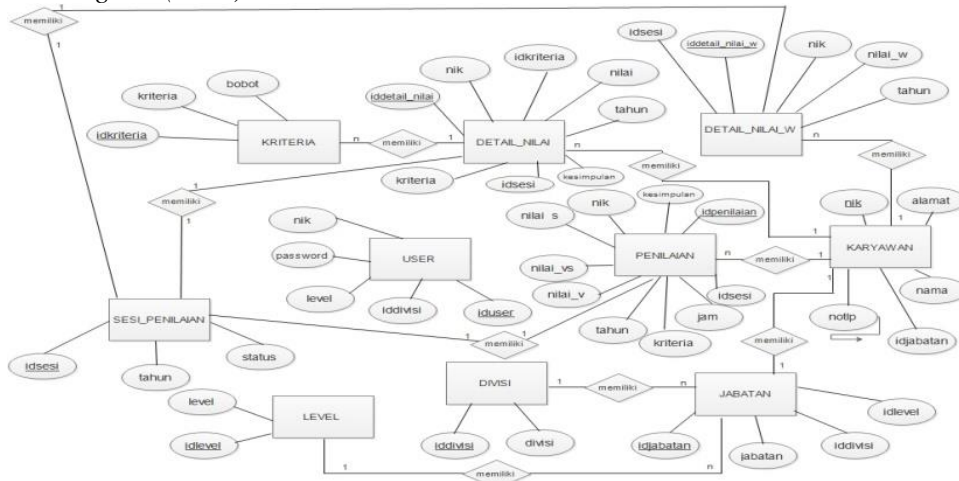 memiliki
1
1
idsesi
iddetail_nilai_w
nik
nilai_w
tahun
DETAIL_NILAI_W
n
memiliki
1
kriteria
bobot
idkriteria
KRITERIA
n
memiliki
1
iddetail_nilai
nik
idkriteria
nilai
tahun
DETAIL_NILAI
kriteria
idsesi
kesimpulan
n
memiliki
1
1
memiliki
1
nik
alamat
KARYAWAN
nama
notlp
idjabatan
nik
password
level
iddivisi
iduser
USER
nilai_s
nik
kesimpulan
idpenilaian
PENILAIAN
nilai_vs
nilai_v
tahun
kriteria
jam
idsesi
n
memiliki
1
SESI_PENILAIAN
idsesi
tahun
status
1
memiliki
1
1
memiliki
1
DIVISI
iddivisi
divisi
1
memiliki
n
JABATAN
idjabatan
jabatan
iddivisi
idlevel
level
idlevel
LEVEL
1
memiliki
n